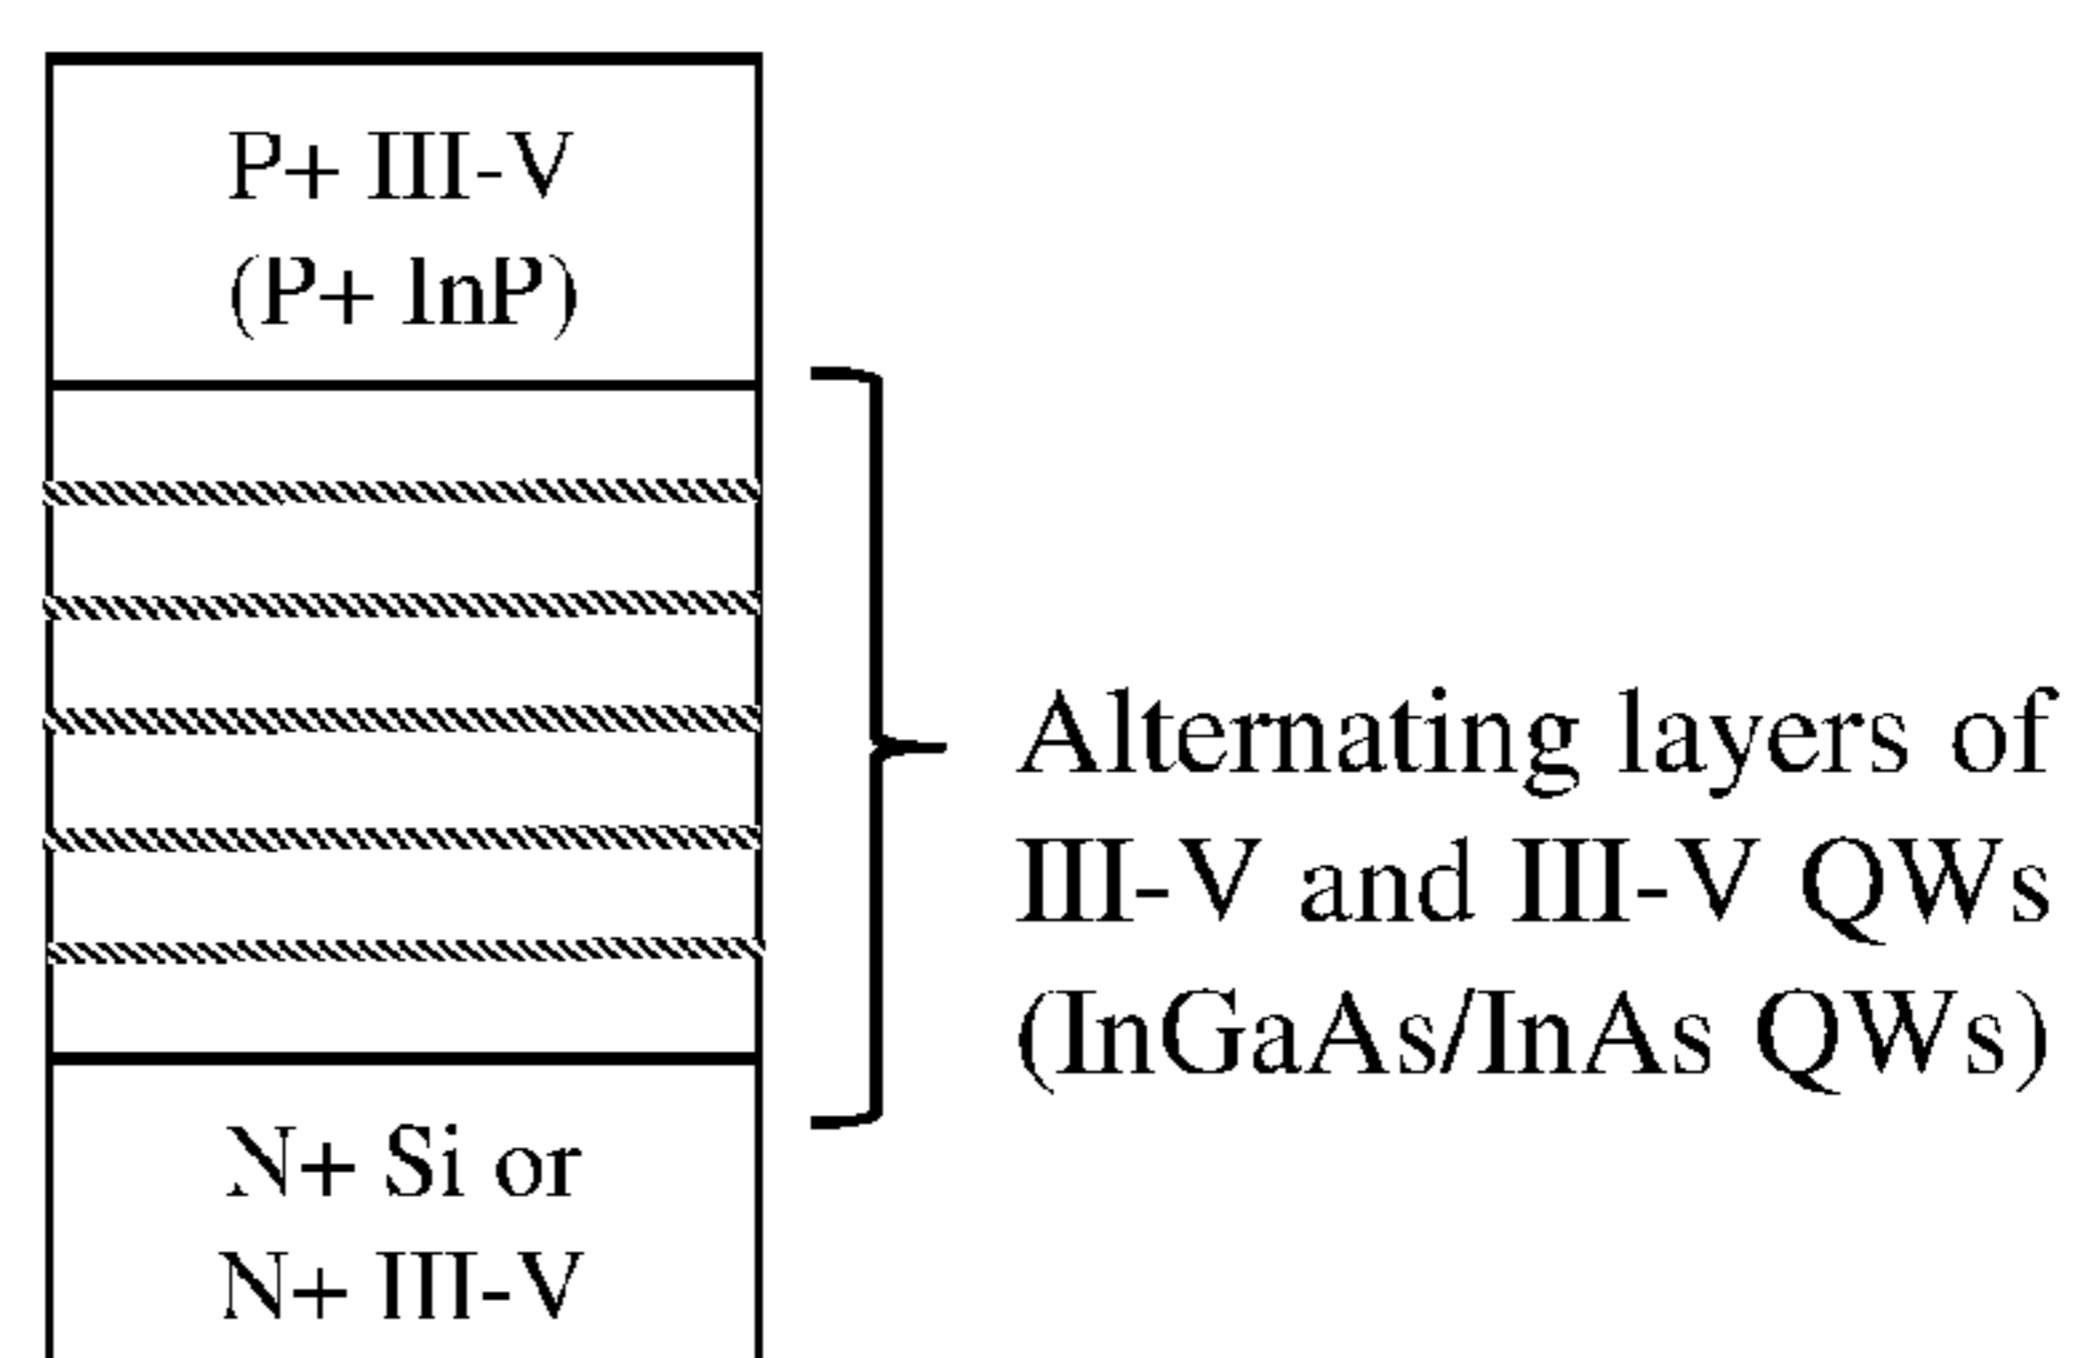 P+ III-V
(P+ InP)
Alternating layers of
III-V and III-V QWs
(InGaAs/InAs QWs)
N+ Si or
N+ III-V